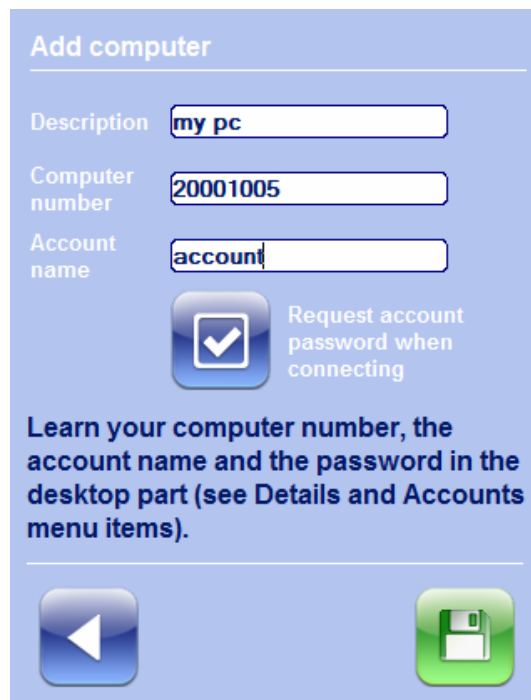 Add computer
Description my pc
Computer
number
20001005
Account
name
account
Request account
password when
connecting
Learn your computer number, the
account name and the password in the
desktop part (see Details and Accounts
menu items).